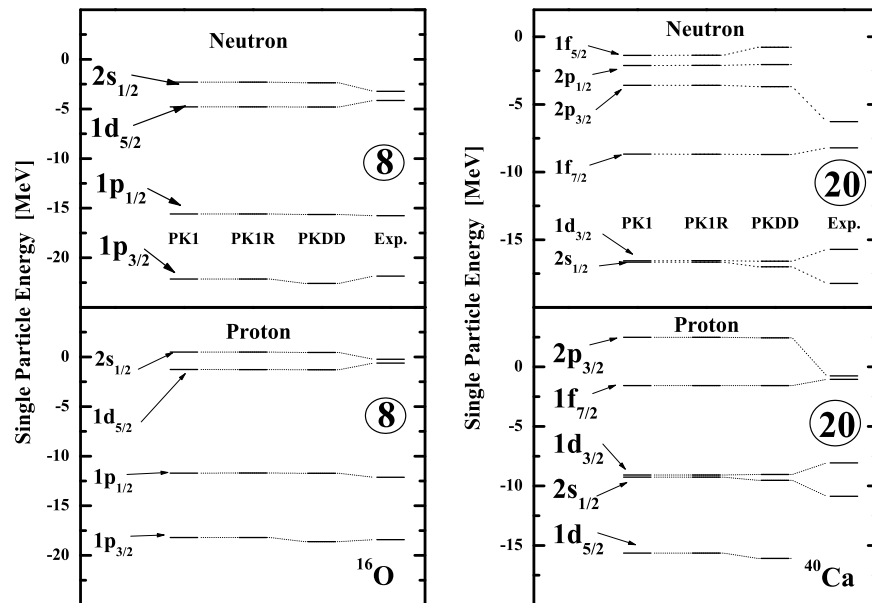 Single Particle Energy [MeV]
Neutron
0
-5
-10
-15
-20
2s1/2
1d5/2
1p1/2
1p3/2
8
PK1 PK1R PKDD Exp.
Proton
0
-5
-10
-15
-20
2s1/2
1d5/2
1p1/2
1p3/2
8
16O
Single Particle Energy [MeV]
Neutron
0
-5
-10
-15
1f5/2
2p1/2
2p3/2
1f7/2
1d3/2
2s1/2
20
PK1 PK1R PKDD Exp.
Proton
0
-5
-10
-15
2p3/2
1f7/2
1d3/2
2s1/2
1d5/2
20
40Ca